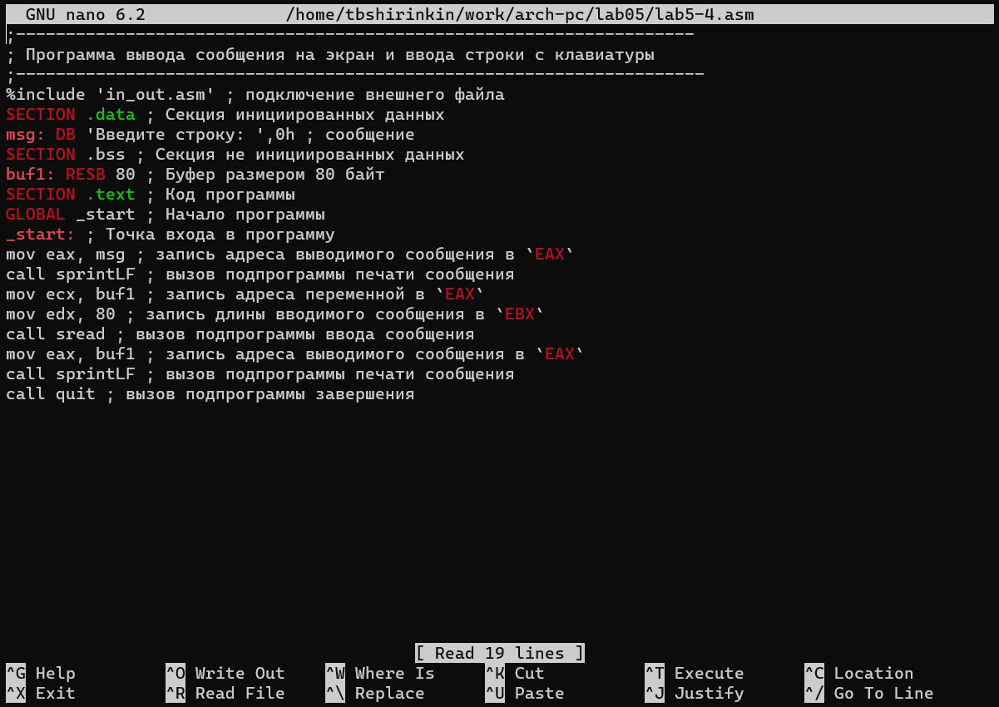 GNU nano 6.2 /home/tbshirinkin/work/arch-pc/lab05/lab5-4.asm
;--------------------------------------------------------------------
; Программа вывода сообщения на экран и ввода строки с клавиатуры
;---------------------------------------------------------------------
%include 'in_out.asm' ; подключение внешнего файла
SECTION .data ; Секция инициированных данных
msg: DB 'Введите строку: ',0h ; сообщение
SECTION .bss ; Секция не инициированных данных
buf1: RESB 80 ; Буфер размером 80 байт
SECTION .text ; Код программы
GLOBAL _start ; Начало программы
_start: ; Точка входа в программу
mov eax, msg ; запись адреса выводимого сообщения в `EAX`
call sprintLF ; вызов подпрограммы печати сообщения
mov ecx, buf1 ; запись адреса переменной в `EAX`
mov edx, 80 ; запись длины вводимого сообщения в `EBX`
call sread ; вызов подпрограммы ввода сообщения
mov eax, buf1 ; запись адреса выводимого сообщения в `EAX`
call sprintLF ; вызов подпрограммы печати сообщения
call quit ; вызов подпрограммы завершения
[ Read 19 lines ]
^G Help ^O Write Out ^W Where Is ^K Cut ^T Execute ^C Location
^X Exit ^R Read File ^\ Replace ^U Paste ^J Justify ^/ Go To Line